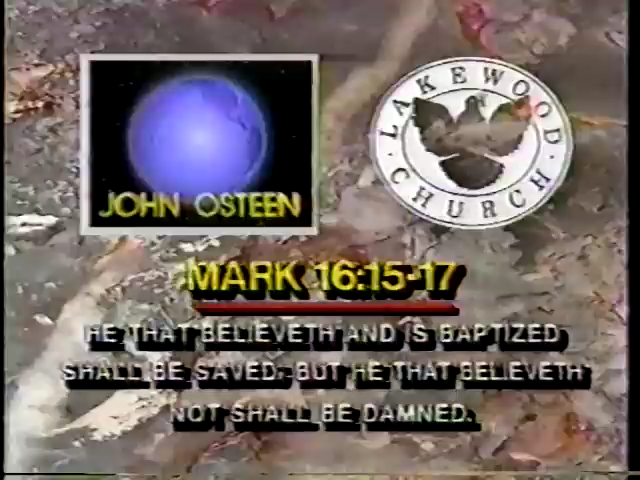 JOHN OSTEEN
LAKEWOOD
CHURCH
MARK 16:15-17
HE THAT BELIEVETH AND IS BAPTIZED
SHALL BE SAVED; BUT HE THAT BELIEVETH
NOT SHALL BE DAMNED.